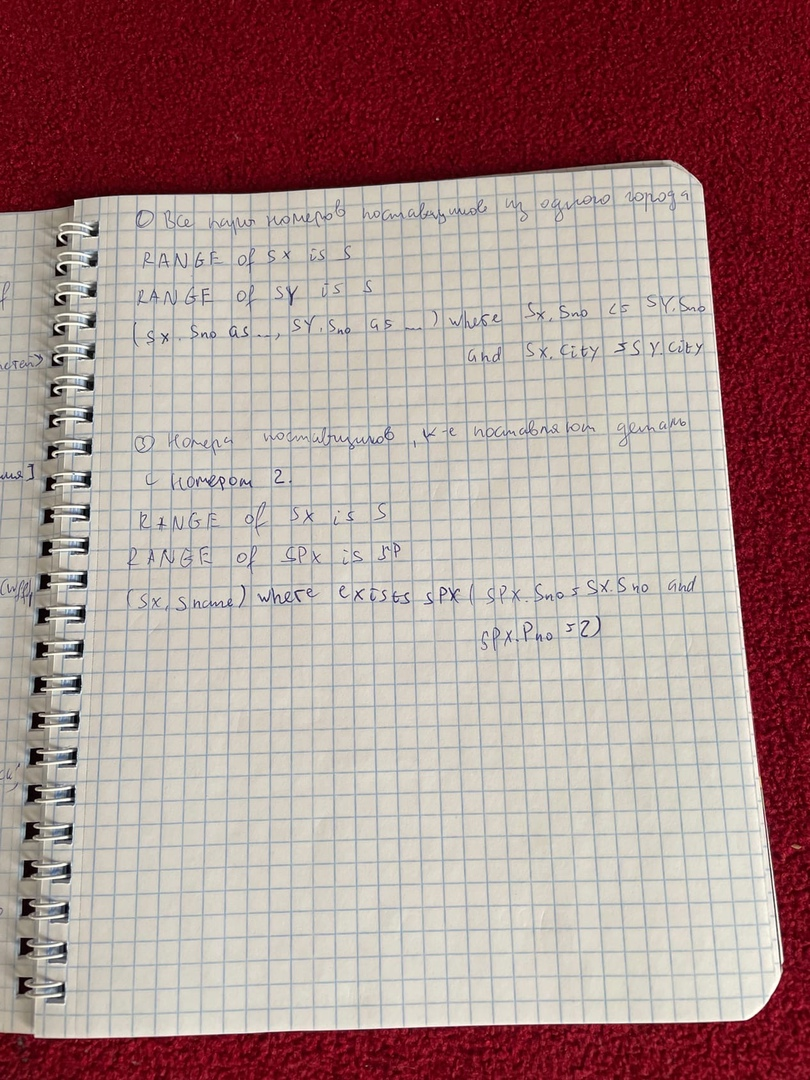 ① Все пары номеров поставщиков из одного города
RANGE of SX is S
RANGE of SY is S
(SX.Sno as ..., SY.Sno as ...) where SX.Sno <= SY.Sno
and SX.City = SY.City
③ Номера поставщиков, к-е поставляют деталь
с номером 2.
RANGE of SX is S
RANGE of SPX is SP
(SX, Sname) where exists SPX ( SPX.Sno = SX.Sno and
SPX.Pno = 2)